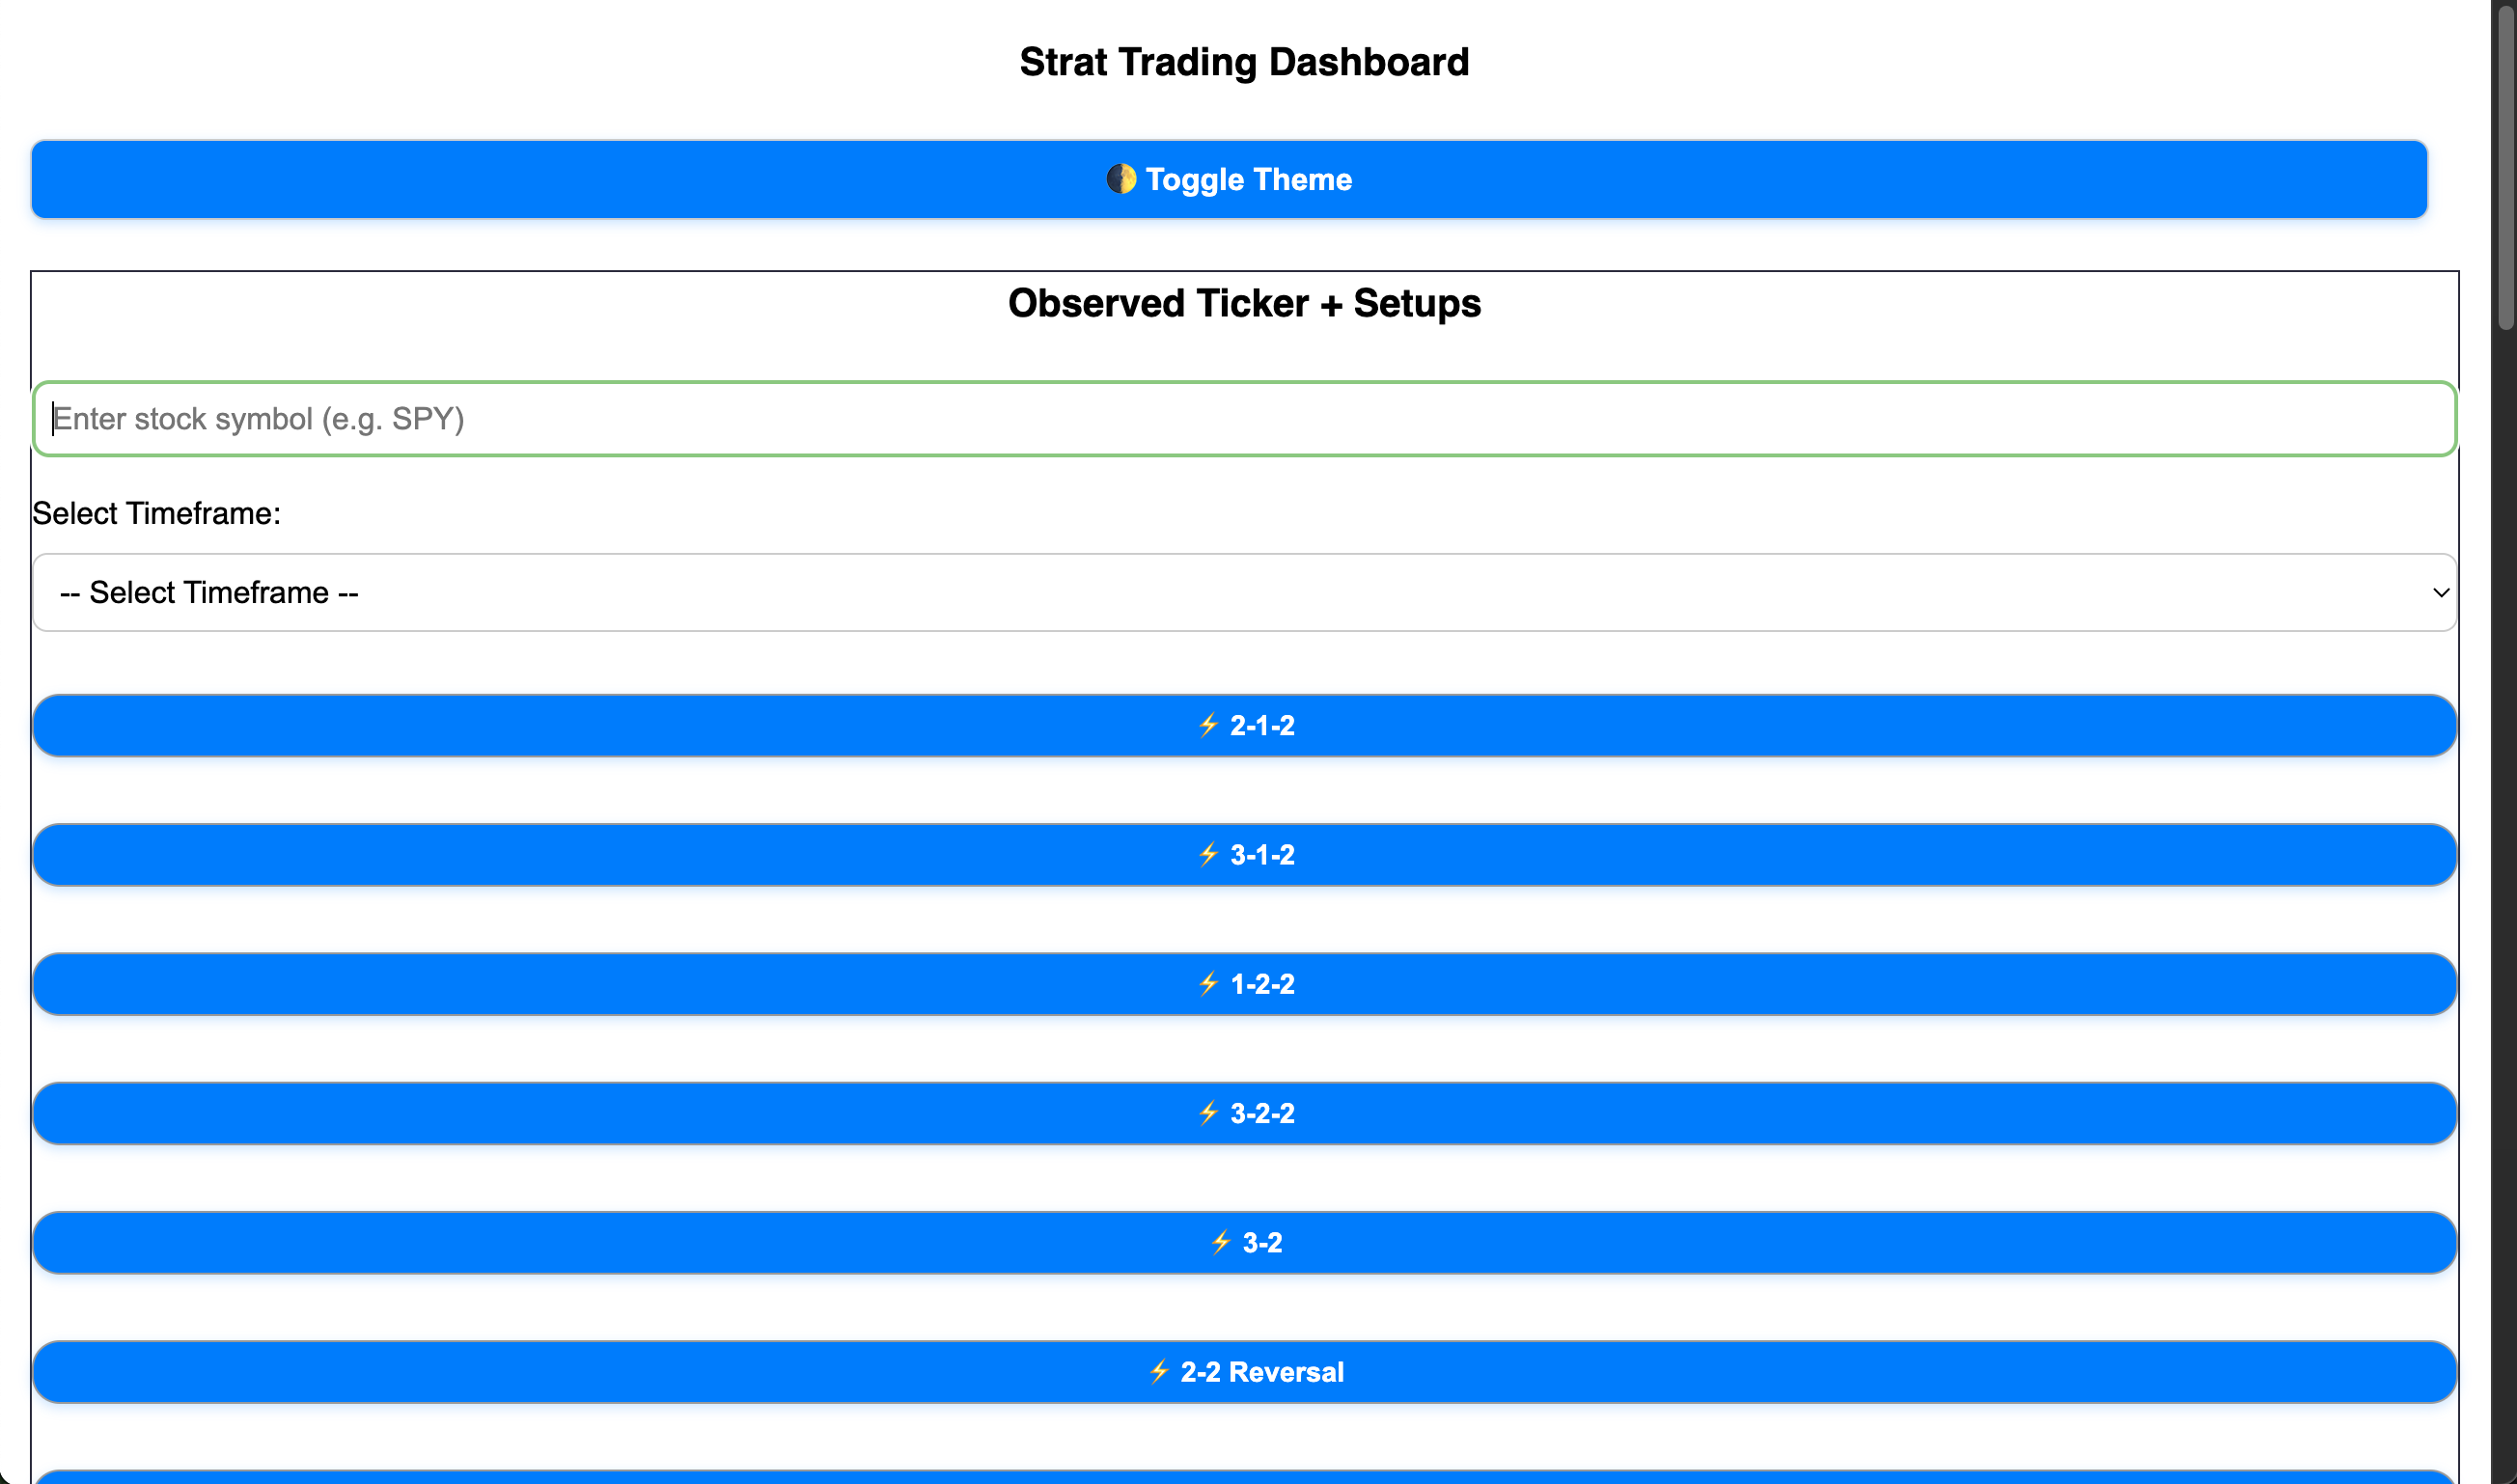 Strat Trading Dashboard
🌓 Toggle Theme
Observed Ticker + Setups
Enter stock symbol (e.g. SPY)
Select Timeframe:
-- Select Timeframe --
⚡ 2-1-2
⚡ 3-1-2
⚡ 1-2-2
⚡ 3-2-2
⚡ 3-2
⚡ 2-2 Reversal